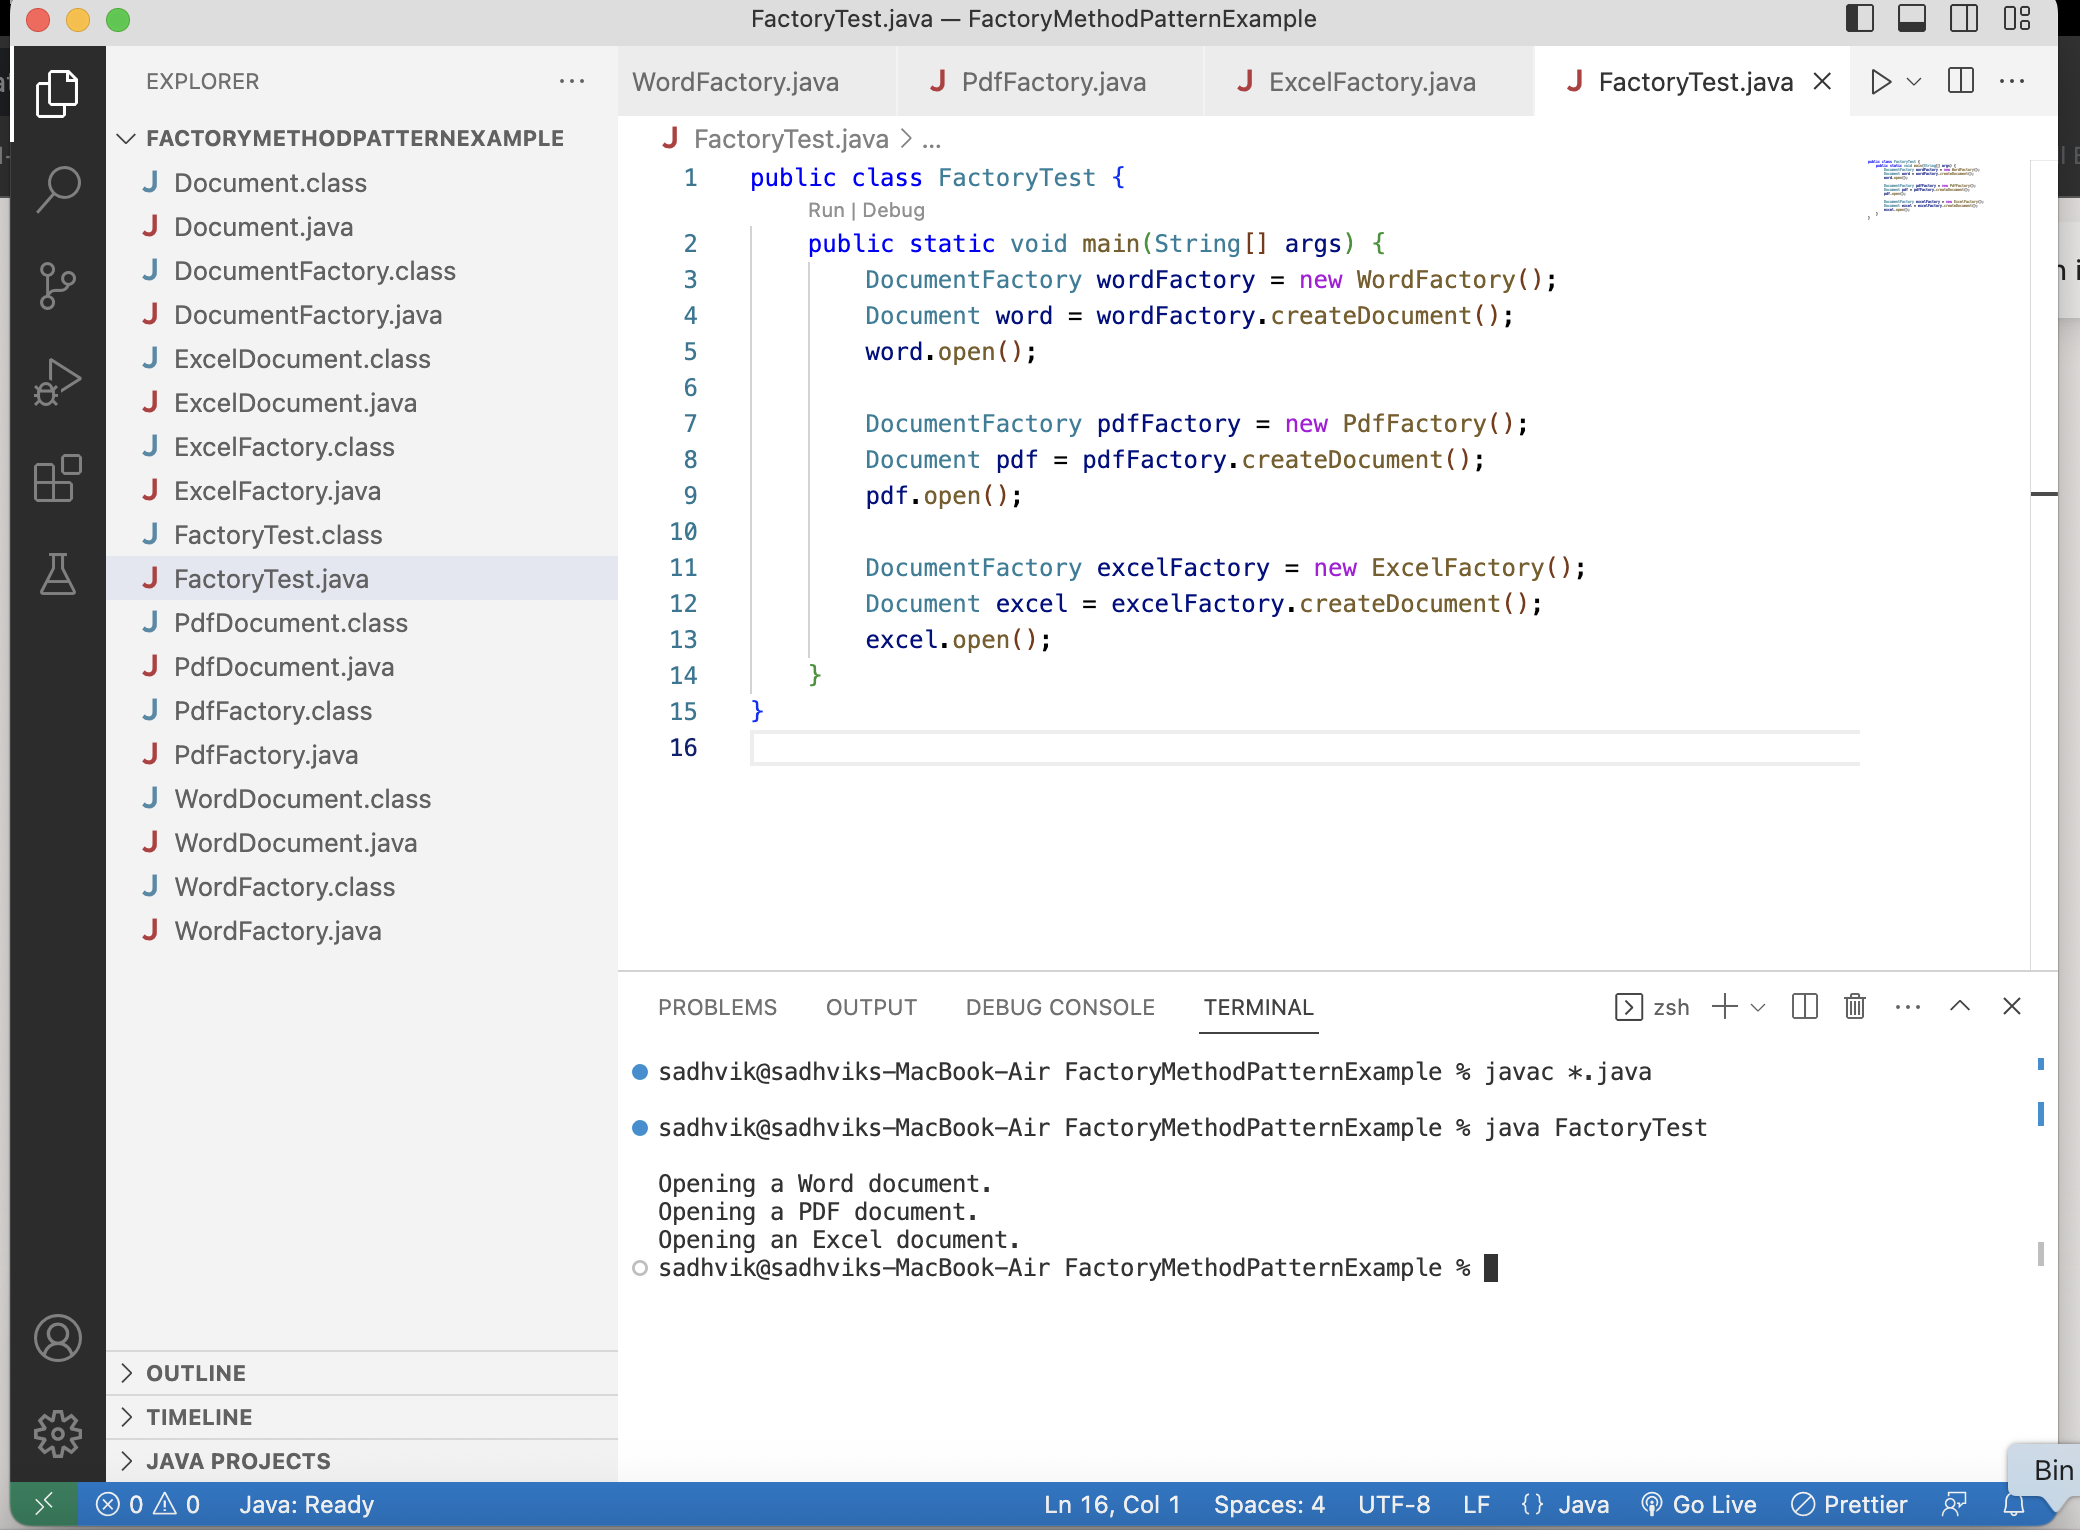 FactoryTest.java — FactoryMethodPatternExample
EXPLORER
WordFactory.java
PdfFactory.java
ExcelFactory.java
FactoryTest.java
FACTORYMETHODPATTERNEXAMPLE
Document.class
Document.java
DocumentFactory.class
DocumentFactory.java
ExcelDocument.class
ExcelDocument.java
ExcelFactory.class
ExcelFactory.java
FactoryTest.class
FactoryTest.java
PdfDocument.class
PdfDocument.java
PdfFactory.class
PdfFactory.java
WordDocument.class
WordDocument.java
WordFactory.class
WordFactory.java
OUTLINE
TIMELINE
JAVA PROJECTS
FactoryTest.java > ...
1 public class FactoryTest {
Run | Debug
2 public static void main(String[] args) {
3 DocumentFactory wordFactory = new WordFactory();
4 Document word = wordFactory.createDocument();
5 word.open();
6
7 DocumentFactory pdfFactory = new PdfFactory();
8 Document pdf = pdfFactory.createDocument();
9 pdf.open();
10
11 DocumentFactory excelFactory = new ExcelFactory();
12 Document excel = excelFactory.createDocument();
13 excel.open();
14 }
15 }
16
PROBLEMS OUTPUT DEBUG CONSOLE TERMINAL zsh
sadhvik@sadhviks-MacBook-Air FactoryMethodPatternExample % javac *.java
sadhvik@sadhviks-MacBook-Air FactoryMethodPatternExample % java FactoryTest
Opening a Word document.
Opening a PDF document.
Opening an Excel document.
sadhvik@sadhviks-MacBook-Air FactoryMethodPatternExample %
Bin
0 0 Java: Ready Ln 16, Col 1 Spaces: 4 UTF-8 LF {} Java Go Live Prettier